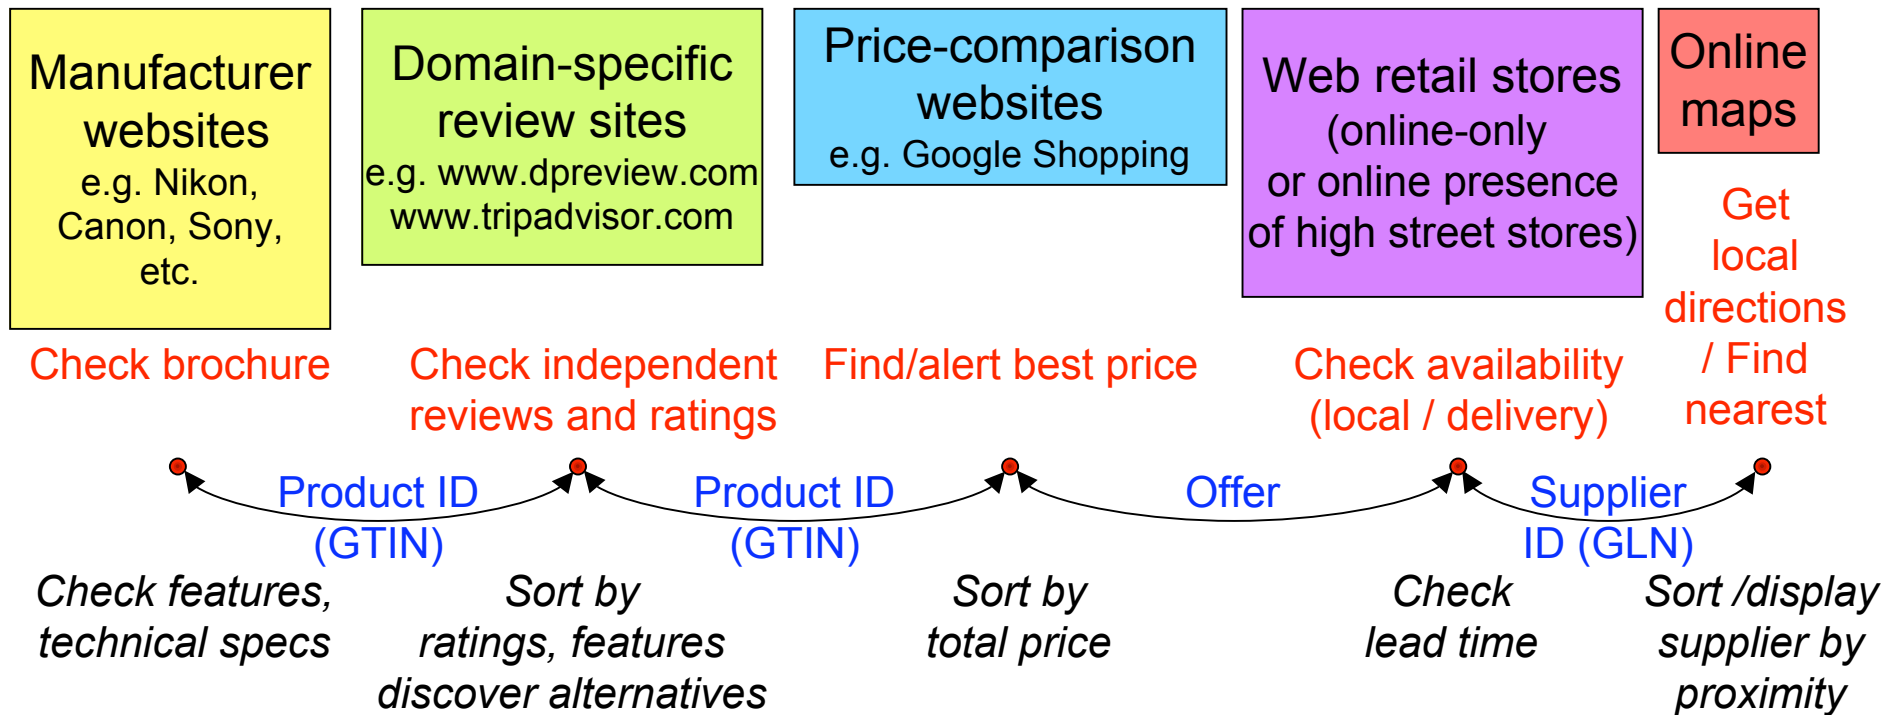 Manufacturer
websites
e.g. Nikon,
Canon, Sony,
etc.
Domain-specific
review sites
e.g. www.dpreview.com
www.tripadvisor.com
Price-comparison
websites
e.g. Google Shopping
Web retail stores
(online-only
or online presence
of high street stores)
Online
maps
Check brochure
Check independent
reviews and ratings
Find/alert best price
Check availability
(local / delivery)
Get
local
directions
/ Find
nearest
Product ID
(GTIN)
Product ID
(GTIN)
Offer
Supplier
ID (GLN)
Check features,
technical specs
Sort by
ratings, features
discover alternatives
Sort by
total price
Check
lead time
Sort /display
supplier by
proximity